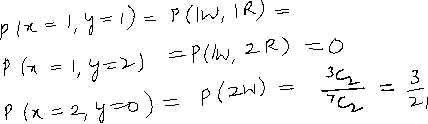 P(x = 1, y = 1) = P(1W, 1R) =
P(x = 1, y = 2) = P(1W, 2R) = 0
P(x = 2, y = 0) = P(2W) = ³C₂ / ⁷C₂ = 3 / 21